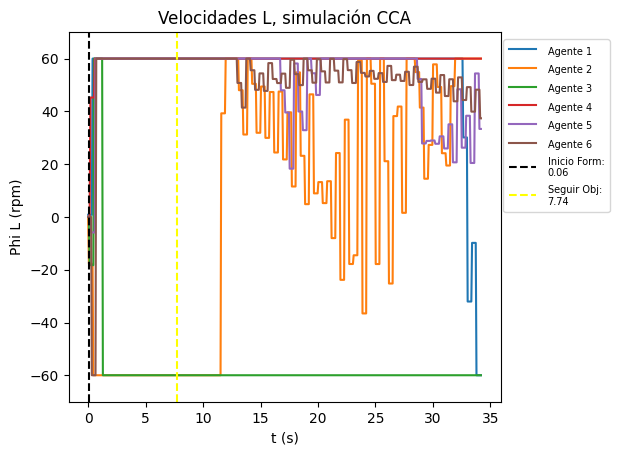 Velocidades L, simulación CCA
Phi L (rpm)
60
40
20
0
−20
−40
−60
0
5
10
15
20
25
30
35
t (s)
Agente 1
Agente 2
Agente 3
Agente 4
Agente 5
Agente 6
Inicio Form:
0.06
Seguir Obj:
7.74